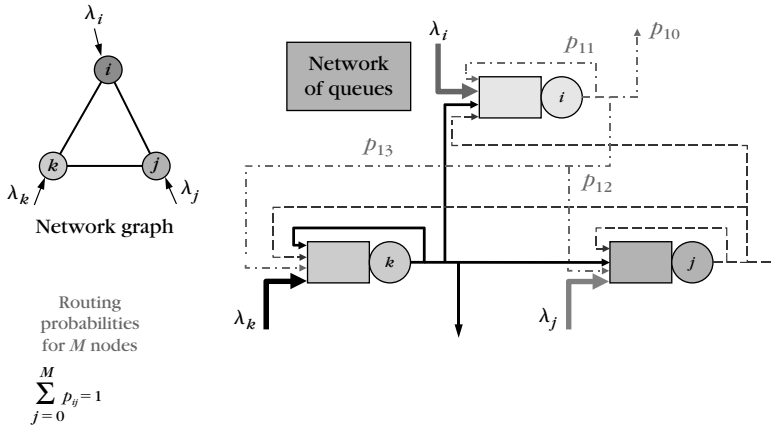 λi
i
k
j
λk
λj
Network graph
Routing
probabilities
for M nodes
M
∑ pij = 1
j = 0
Network
of queues
λi
p11
p10
i
p13
p12
k
j
λk
λj